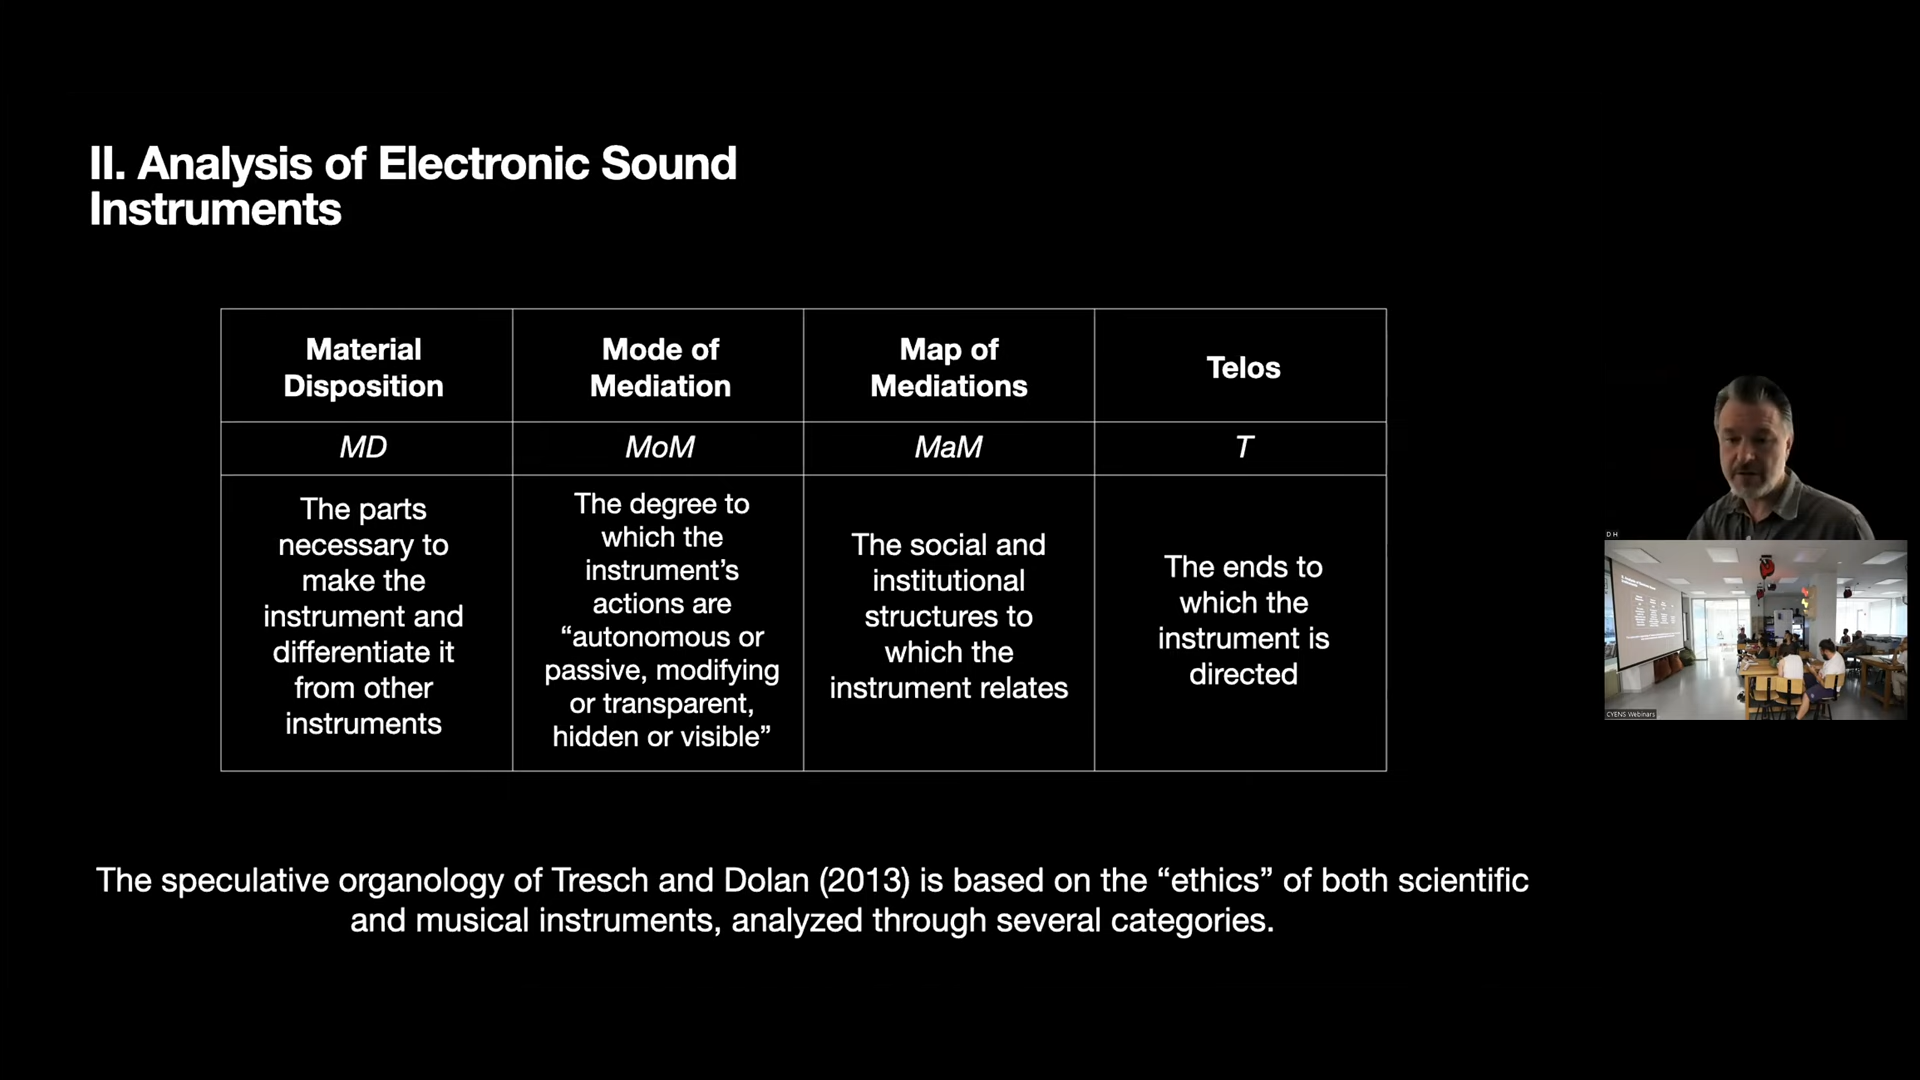 II. Analysis of Electronic Sound
Instruments
Material
Disposition
Mode of
Mediation
Map of
Mediations
Telos
MD
MoM
MaM
T
The parts
necessary to
make the
instrument and
differentiate it
from other
instruments
The degree to
which the
instrument’s
actions are
“autonomous or
passive, modifying
or transparent,
hidden or visible”
The social and
institutional
structures to
which the
instrument relates
The ends to
which the
instrument is
directed
The speculative organology of Tresch and Dolan (2013) is based on the “ethics” of both scientific
and musical instruments, analyzed through several categories.
D H
CYENS Webinars